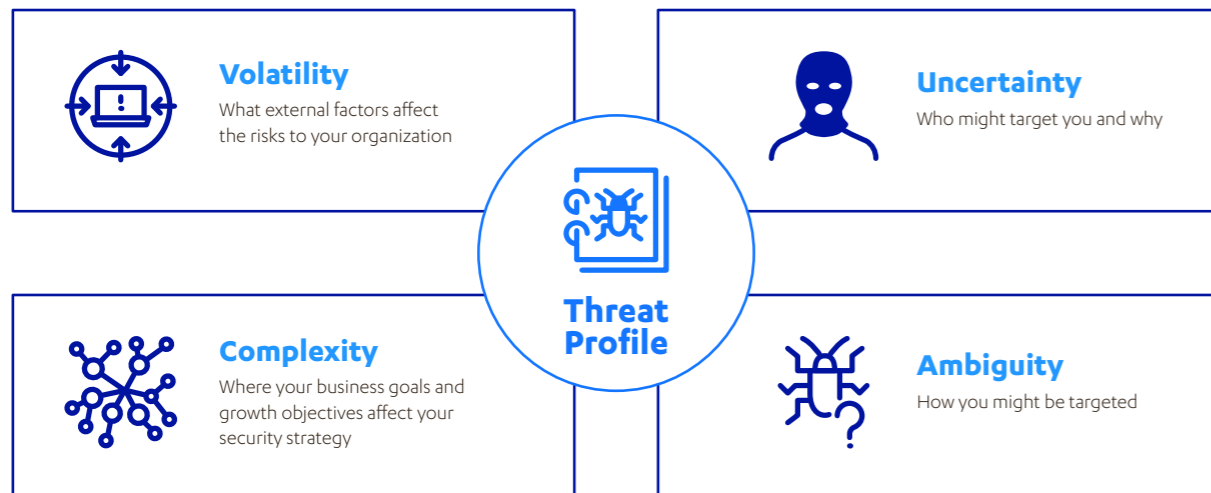 Volatility
What external factors affect
the risks to your organization
Uncertainty
Who might target you and why
Threat
Profile
Complexity
Where your business goals and
growth objectives affect your
security strategy
Ambiguity
How you might be targeted